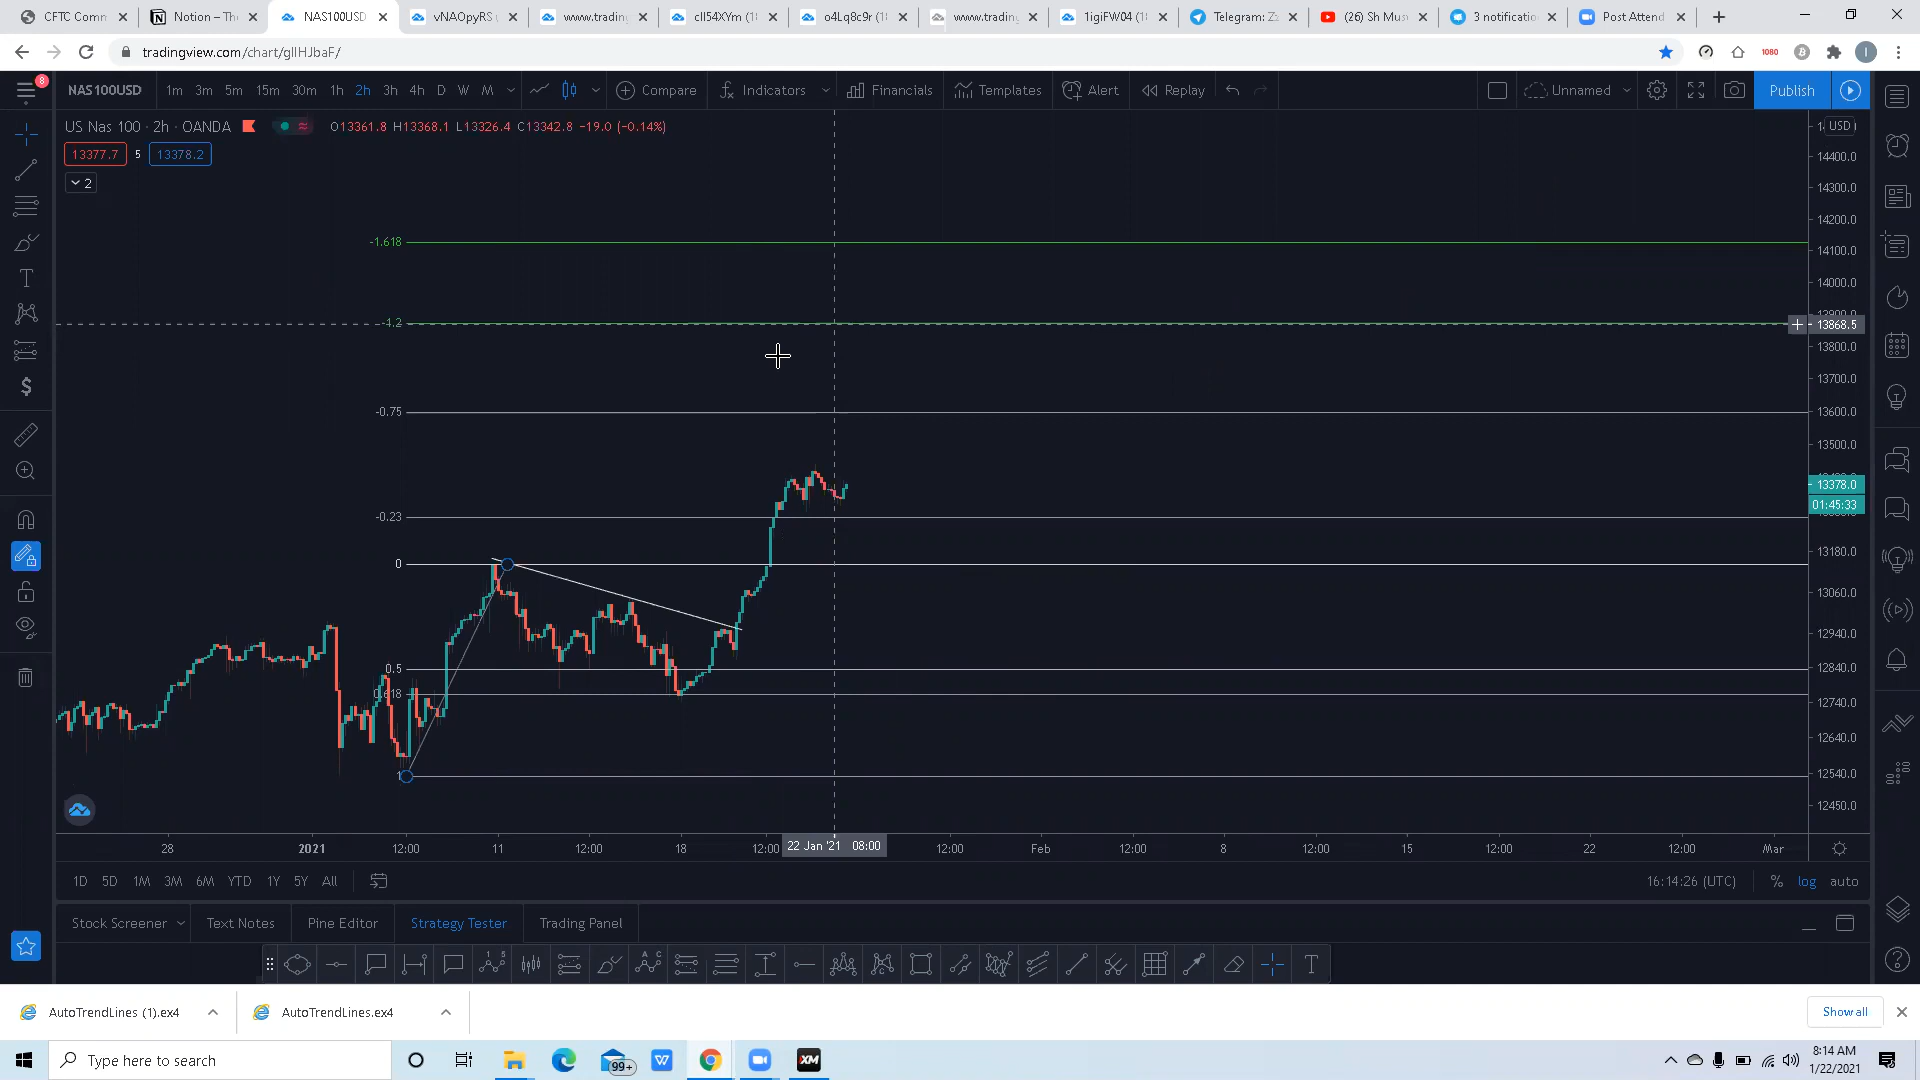 CFTC Comn
Notion – The
NAS100USD
vNAOpyRS (
www.tradin
cII54XYm (1
o4Lq8c9r (1
www.tradin
1igiFW04 (1
Telegram: Z
(26) Sh Mus
3 notificatio
Post Attend
tradingview.com/chart/gIIHJbaF/
1080
8
NAS100USD
1m 3m 5m 15m 30m 1h 2h 3h 4h D W M
Compare
Indicators
Financials
Templates
Alert
Replay
Unnamed
Publish
US Nas 100 · 2h · OANDA
O13361.8 H13368.1 L13326.4 C13342.8 −19.0 (−0.14%)
USD
13377.7 5 13378.2
2
14400.0
14300.0
14200.0
-1.618
14100.0
14000.0
-1.2
13868.5
13800.0
13700.0
-0.75
13600.0
13500.0
13378.0
01:45:33
-0.23
0
13180.0
13060.0
12940.0
0.5
12840.0
0.618
12740.0
12640.0
1
12540.0
12450.0
28 2021 12:00 11 12:00 18 12:00 22 Jan '21 08:00 12:00 Feb 12:00 8 12:00 15 12:00 22 12:00 Mar
1D 5D 1M 3M 6M YTD 1Y 5Y All
16:14:26 (UTC)
% log auto
Stock Screener
Text Notes
Pine Editor
Strategy Tester
Trading Panel
AutoTrendLines (1).ex4
AutoTrendLines.ex4
Show all
Type here to search
99+
XM
8:14 AM
1/22/2021